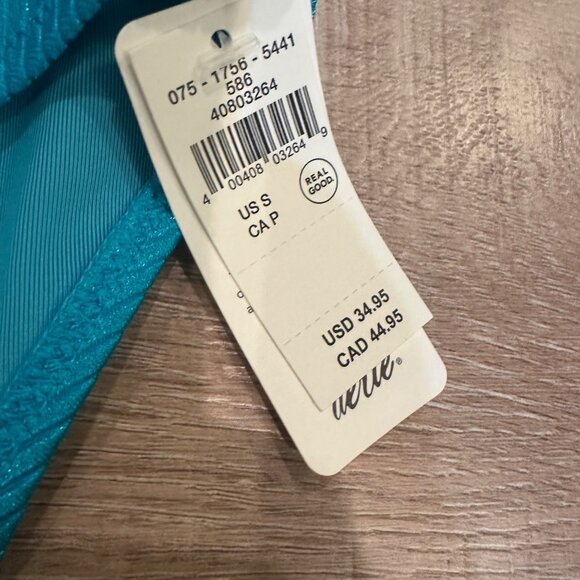 075 - 1756 - 5441
586
40803264
4 00408 03264 9
REAL
GOOD.
US S
CA P
USD 34.95
CAD 44.95
aerie®